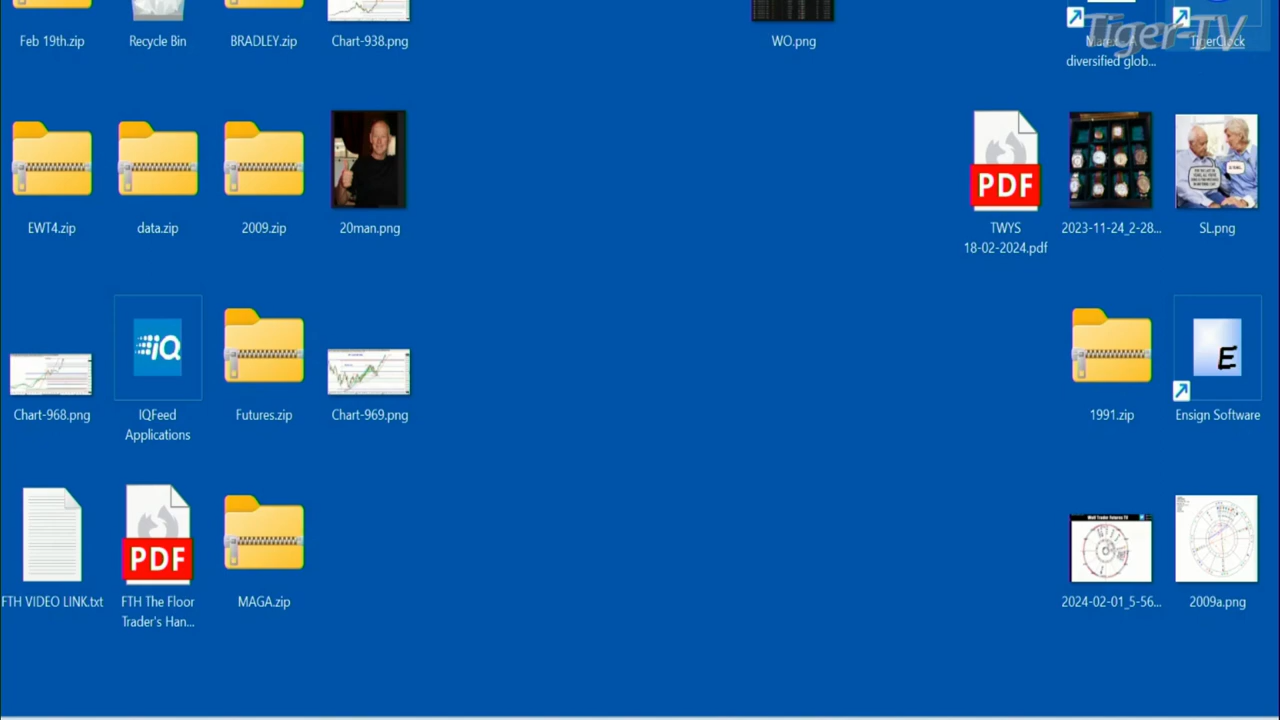 Feb 19th.zip
Recycle Bin
BRADLEY.zip
Chart-938.png
WO.png
Tiger-TV
diversified glob...
TigerClock
EWT4.zip
data.zip
2009.zip
20man.png
PDF
TWYS
18-02-2024.pdf
2023-11-24_2-28...
SL.png
Chart-968.png
iQ
IQFeed
Applications
Futures.zip
Chart-969.png
1991.zip
E
Ensign Software
FTH VIDEO LINK.txt
PDF
FTH The Floor
Trader's Han...
MAGA.zip
2024-02-01_5-56...
2009a.png